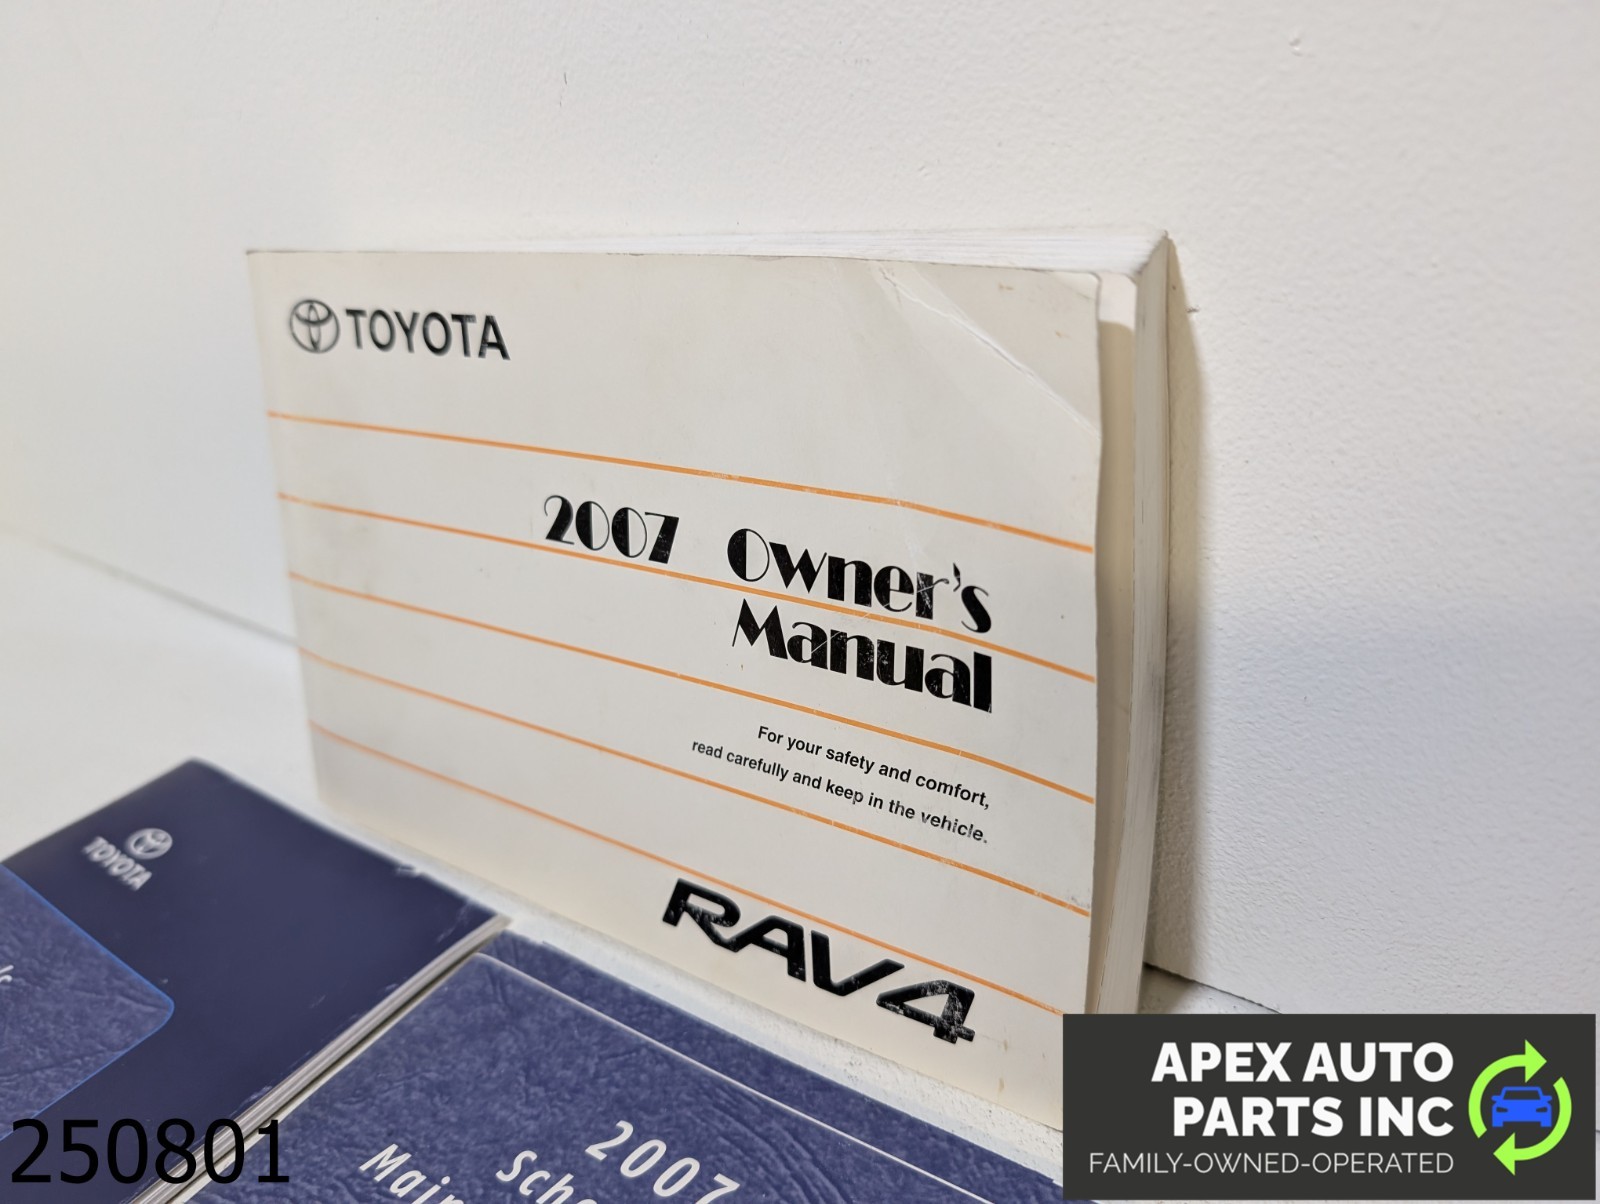 TOYOTA
2007 Owner's
Manual
For your safety and comfort,
read carefully and keep in the vehicle.
RAV4
TOYOTA
2007
250801
APEX AUTO
PARTS INC
FAMILY-OWNED-OPERATED